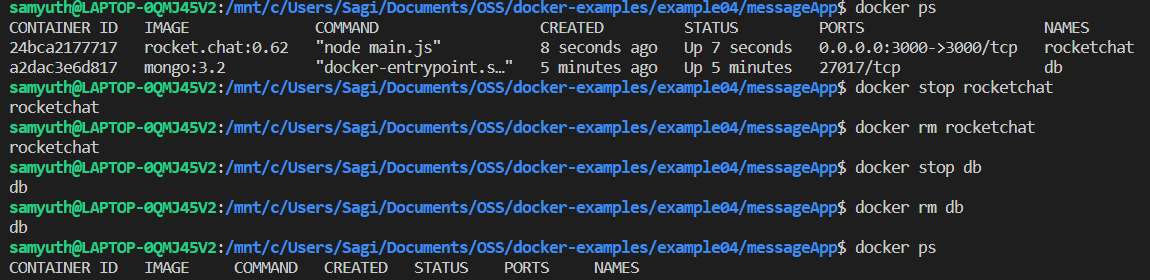 samyuth@LAPTOP-0QMJ45V2:/mnt/c/Users/Sagi/Documents/OSS/docker-examples/example04/messageApp$ docker ps
CONTAINER ID   IMAGE              COMMAND                  CREATED          STATUS          PORTS                    NAMES
24bca2177717   rocket.chat:0.62   "node main.js"           8 seconds ago    Up 7 seconds    0.0.0.0:3000->3000/tcp   rocketchat
a2dac3e6d817   mongo:3.2          "docker-entrypoint.s…"   5 minutes ago    Up 5 minutes    27017/tcp                db
samyuth@LAPTOP-0QMJ45V2:/mnt/c/Users/Sagi/Documents/OSS/docker-examples/example04/messageApp$ docker stop rocketchat
rocketchat
samyuth@LAPTOP-0QMJ45V2:/mnt/c/Users/Sagi/Documents/OSS/docker-examples/example04/messageApp$ docker rm rocketchat
rocketchat
samyuth@LAPTOP-0QMJ45V2:/mnt/c/Users/Sagi/Documents/OSS/docker-examples/example04/messageApp$ docker stop db
db
samyuth@LAPTOP-0QMJ45V2:/mnt/c/Users/Sagi/Documents/OSS/docker-examples/example04/messageApp$ docker rm db
db
samyuth@LAPTOP-0QMJ45V2:/mnt/c/Users/Sagi/Documents/OSS/docker-examples/example04/messageApp$ docker ps
CONTAINER ID   IMAGE     COMMAND   CREATED   STATUS    PORTS     NAMES